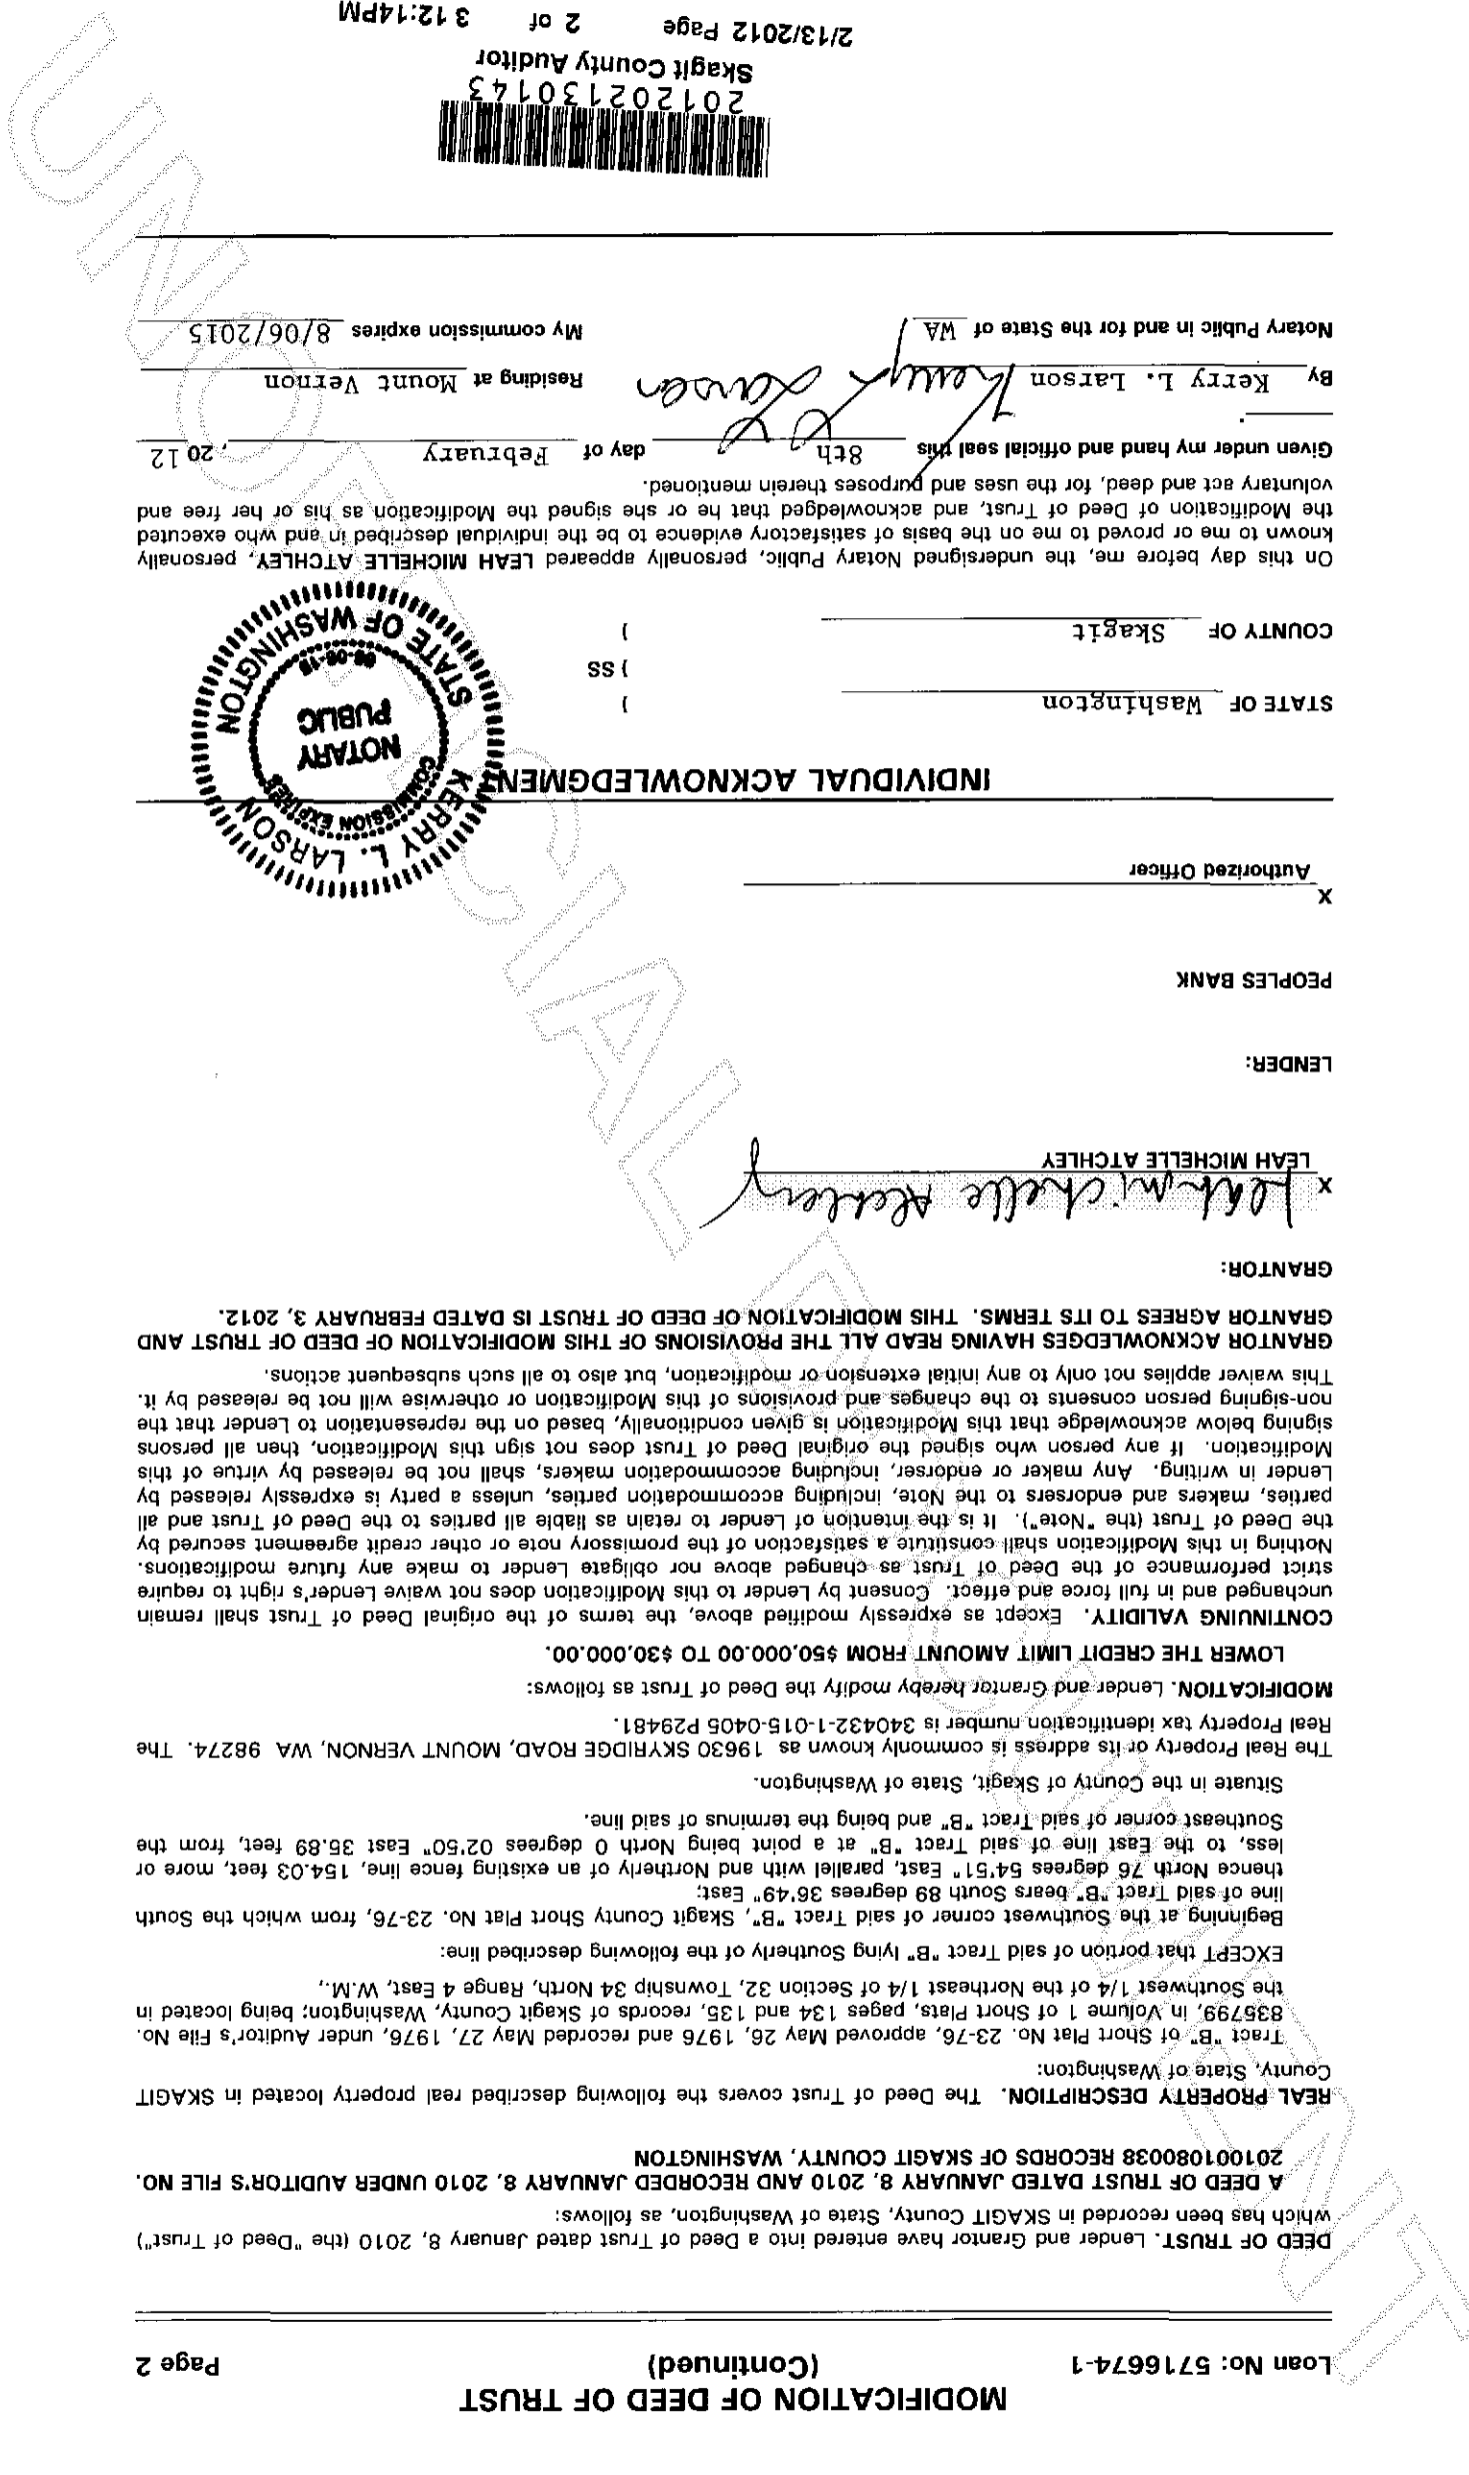 MODIFICATION OF DEED OF TRUST
Loan No: 5716674-1 (Continued) Page 2
DEED OF TRUST. Lender and Grantor have entered into a Deed of Trust dated January 8, 2010 (the "Deed of Trust")
which has been recorded in SKAGIT County, State of Washington, as follows:
A DEED OF TRUST DATED JANUARY 8, 2010 AND RECORDED JANUARY 8, 2010 UNDER AUDITOR'S FILE NO.
201001080038 RECORDS OF SKAGIT COUNTY, WASHINGTON
REAL PROPERTY DESCRIPTION. The Deed of Trust covers the following described real property located in SKAGIT
County, State of Washington:
Tract "B" of Short Plat No. 23-76, approved May 26, 1976 and recorded May 27, 1976, under Auditor's File No.
835799, in Volume 1 of Short Plats, pages 134 and 135, records of Skagit County, Washington; being located in
the Southwest 1/4 of the Northeast 1/4 of Section 32, Township 34 North, Range 4 East, W.M.,
EXCEPT that portion of said Tract "B" lying Southerly of the following described line:
Beginning at the Southwest corner of said Tract "B", Skagit County Short Plat No. 23-76, from which the South
line of said Tract "B" bears South 89 degrees 36'49" East;
thence North 76 degrees 54'51" East, parallel with and Northerly of an existing fence line, 154.03 feet, more or
less, to the East line of said Tract "B" at a point being North 0 degrees 02.50" East 35.89 feet, from the
Southeast corner of said Tract "B" and being the terminus of said line.
Situate in the County of Skagit, State of Washington.
The Real Property or its address is commonly known as 19630 SKYRIDGE ROAD, MOUNT VERNON, WA 98274. The
Real Property tax identification number is 340432-1-015-0405 P29481.
MODIFICATION. Lender and Grantor hereby modify the Deed of Trust as follows:
LOWER THE CREDIT LIMIT AMOUNT FROM $50,000.00 TO $30,000.00.
CONTINUING VALIDITY. Except as expressly modified above, the terms of the original Deed of Trust shall remain
unchanged and in full force and effect. Consent by Lender to this Modification does not waive Lender's right to require
strict performance of the Deed of Trust as changed above nor obligate Lender to make any future modifications.
Nothing in this Modification shall constitute a satisfaction of the promissory note or other credit agreement secured by
the Deed of Trust (the "Note"). It is the intention of Lender to retain as liable all parties to the Deed of Trust and all
parties, makers and endorsers to the Note, including accommodation parties, unless a party is expressly released by
Lender in writing. Any maker or endorser, including accommodation makers, shall not be released by virtue of this
Modification. If any person who signed the original Deed of Trust does not sign this Modification, then all persons
signing below acknowledge that this Modification is given conditionally, based on the representation to Lender that the
non-signing person consents to the changes and provisions of this Modification or otherwise will not be released by it.
This waiver applies not only to any initial extension or modification, but also to all such subsequent actions.
GRANTOR ACKNOWLEDGES HAVING READ ALL THE PROVISIONS OF THIS MODIFICATION OF DEED OF TRUST AND
GRANTOR AGREES TO ITS TERMS. THIS MODIFICATION OF DEED OF TRUST IS DATED FEBRUARY 3, 2012.
GRANTOR:
X Leah Michelle Atchley
LEAH MICHELLE ATCHLEY
LENDER:
PEOPLES BANK
X
Authorized Officer
INDIVIDUAL ACKNOWLEDGMEN
STATE OF Washington )
) SS
COUNTY OF Skagit )
KERRY L. LARSON
COMMISSION EXPIRES
NOTARY
PUBLIC
08-06-15
STATE OF WASHINGTON
On this day before me, the undersigned Notary Public, personally appeared LEAH MICHELLE ATCHLEY, personally
known to me or proved to me on the basis of satisfactory evidence to be the individual described in and who executed
the Modification of Deed of Trust, and acknowledged that he or she signed the Modification as his or her free and
voluntary act and deed, for the uses and purposes therein mentioned.
Given under my hand and official seal this 8th day of February , 20 12
.
By Kerry L. Larson Kerry L Larson Residing at Mount Vernon
Notary Public in and for the State of WA My commission expires 8/06/2015
201202130143
Skagit County Auditor
2/13/2012 Page 2 of 3 12:14PM
UNOFFICIAL DOCUMENT